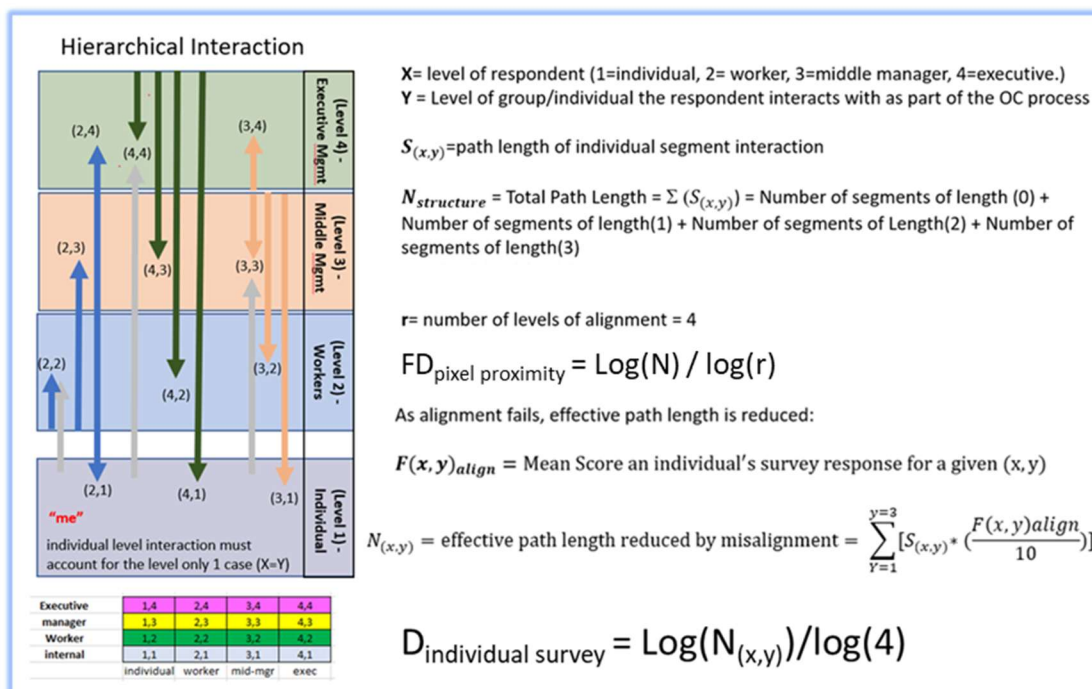 Hierarchical Interaction
(Level 4) -
Executive Mgmt
(2,4)
(4,4)
(3,4)
(Level 3) -
Middle Mgmt
(2,3)
(4,3)
(3,3)
(Level 2) -
Workers
(2,2)
(3,2)
(4,2)
(Level 1) -
Individual
(2,1)
(4,1)
(3,1)
"me"
individual level interaction must
account for the level only 1 case (X=Y)
Executive 1,4 2,4 3,4 4,4
manager 1,3 2,3 3,3 4,3
Worker 1,2 2,2 3,2 4,2
internal 1,1 2,1 3,1 4,1
individual worker mid-mgr exec
X= level of respondent (1=individual, 2= worker, 3=middle manager, 4=executive.)
Y = Level of group/individual the respondent interacts with as part of the OC process
S(x,y)=path length of individual segment interaction
Nstructure = Total Path Length = Σ (S(x,y)) = Number of segments of length (0) +
Number of segments of length(1) + Number of segments of Length(2) + Number of
segments of length(3)
r= number of levels of alignment = 4
FDpixel proximity = Log(N) / log(r)
As alignment fails, effective path length is reduced:
F(x, y)align = Mean Score an individual's survey response for a given (x, y)
N(x,y) = effective path length reduced by misalignment = ∑ y=3 Y=1 [S(x,y)* (F(x,y)align / 10)]
Dindividual survey = Log(N(x,y))/log(4)